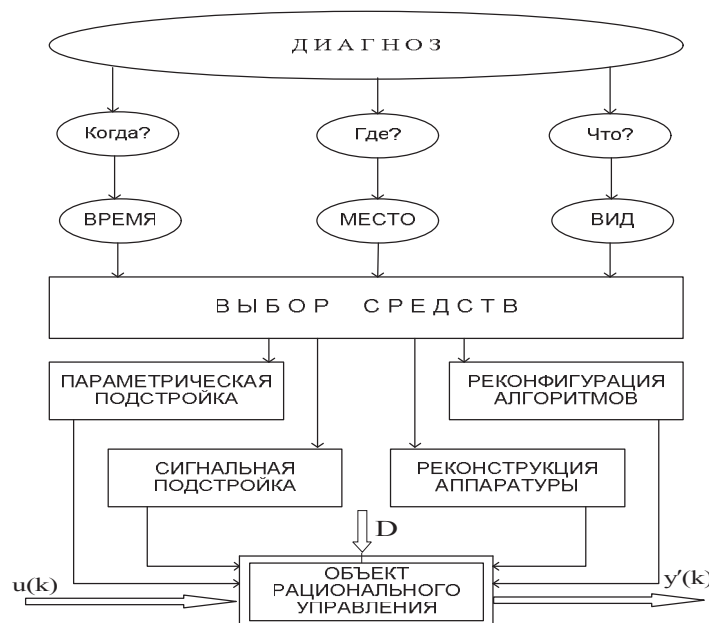 ДИАГНОЗ
Когда?
Где?
Что?
ВРЕМЯ
МЕСТО
ВИД
ВЫБОР СРЕДСТВ
ПАРАМЕТРИЧЕСКАЯ
ПОДСТРОЙКА
РЕКОНФИГУРАЦИЯ
АЛГОРИТМОВ
СИГНАЛЬНАЯ
ПОДСТРОЙКА
РЕКОНСТРУКЦИЯ
АППАРАТУРЫ
D
u(k)
ОБЪЕКТ
РАЦИОНАЛЬНОГО
УПРАВЛЕНИЯ
y′(k)